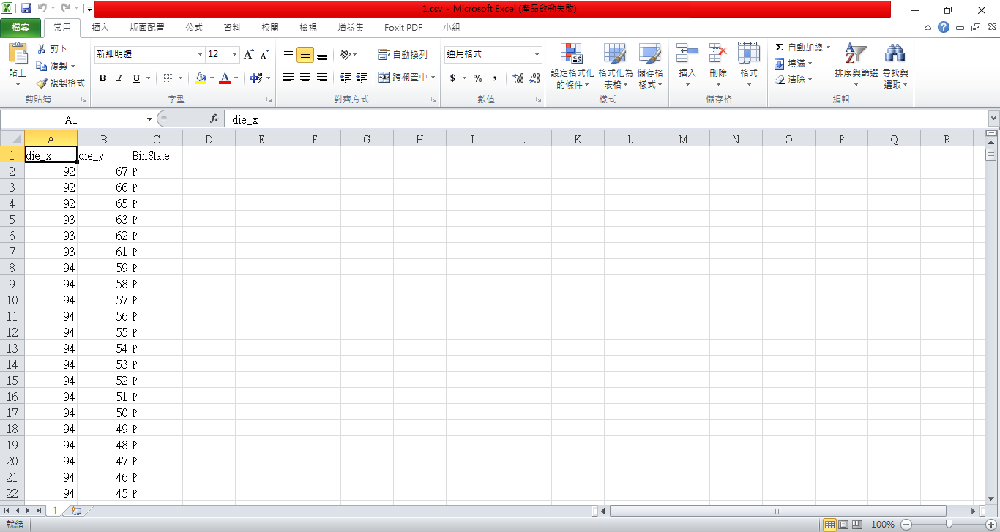 1.csv - Microsoft Excel (產品啟動失敗)
檔案 常用 插入 版面配置 公式 資料 校閱 檢視 增益集 Foxit PDF 小組
貼上 剪下 複製 複製格式 剪貼簿
新細明體 12 B I U 中 字型
自動換列 跨欄置中 對齊方式
通用格式 $ % , .00 .00 數值
設定格式化的條件 格式化為表格 儲存格樣式 樣式
插入 刪除 格式 儲存格
Σ 自動加總 填滿 清除 排序與篩選 尋找與選取 編輯
A1 fx die_x
A B C D E F G H I J K L M N O P Q R
1 die_x die_y BinState
2 92 67 P
3 92 66 P
4 92 65 P
5 93 63 P
6 93 62 P
7 93 61 P
8 94 59 P
9 94 58 P
10 94 57 P
11 94 56 P
12 94 55 P
13 94 54 P
14 94 53 P
15 94 52 P
16 94 51 P
17 94 50 P
18 94 49 P
19 94 48 P
20 94 47 P
21 94 46 P
22 94 45 P
1
就緒 100%